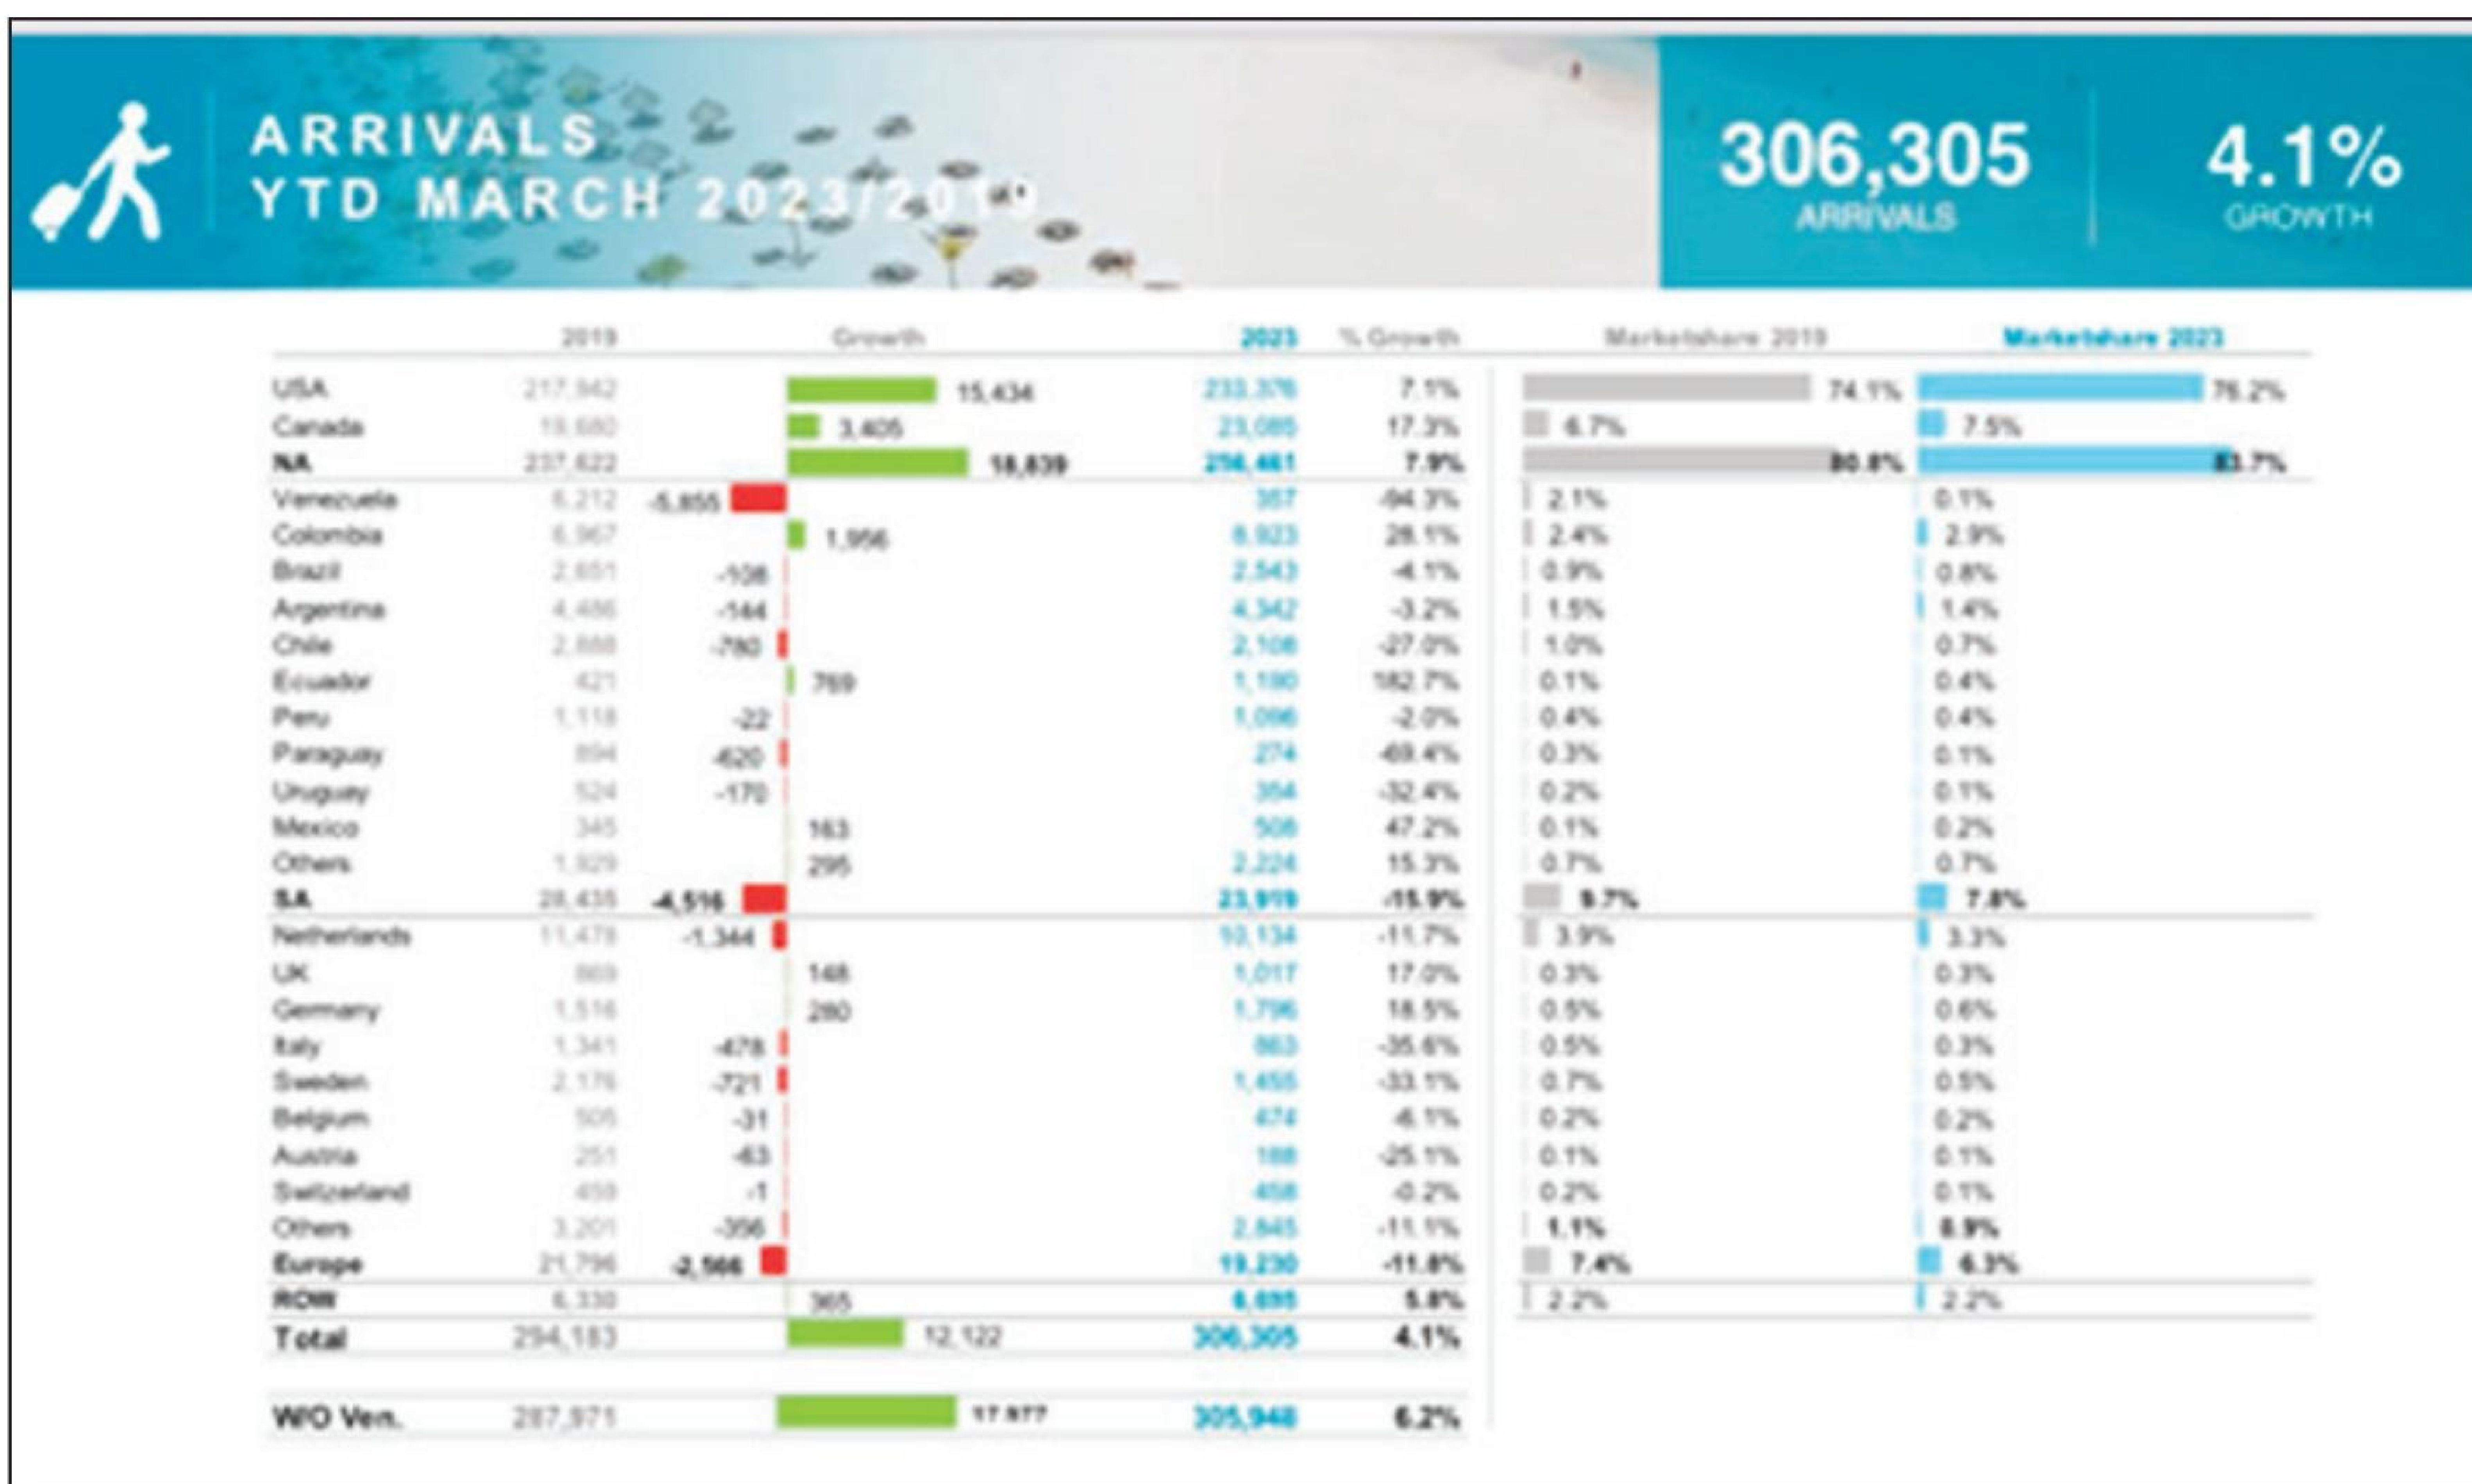 ARRIVALS
YTD MARCH 2023/2019
306,305
ARRIVALS
4.1%
GROWTH
2019 Growth 2023 % Growth Marketshare 2019 Marketshare 2023
USA 217,942 15,434 233,376 7.1% 74.1% 76.2%
Canada 19,680 3,405 23,085 17.3% 6.7% 7.5%
NA 237,622 18,839 256,461 7.9% 80.8% 83.7%
Venezuela 6,212 -5,855 357 -94.3% 2.1% 0.1%
Colombia 6,967 1,956 8,923 28.1% 2.4% 2.9%
Brazil 2,651 -108 2,543 -4.1% 0.9% 0.8%
Argentina 4,486 -144 4,342 -3.2% 1.5% 1.4%
Chile 2,888 -780 2,108 -27.0% 1.0% 0.7%
Ecuador 421 769 1,190 182.7% 0.1% 0.4%
Peru 1,118 -22 1,096 -2.0% 0.4% 0.4%
Paraguay 894 -620 274 -69.4% 0.3% 0.1%
Uruguay 524 -170 354 -32.4% 0.2% 0.1%
Mexico 345 163 508 47.2% 0.1% 0.2%
Others 1,929 295 2,224 15.3% 0.7% 0.7%
SA 28,435 -4,516 23,919 -15.9% 9.7% 7.8%
Netherlands 11,478 -1,344 10,134 -11.7% 3.9% 3.3%
UK 869 148 1,017 17.0% 0.3% 0.3%
Germany 1,516 280 1,796 18.5% 0.5% 0.6%
Italy 1,341 -478 863 -35.6% 0.5% 0.3%
Sweden 2,176 -721 1,455 -33.1% 0.7% 0.5%
Belgium 505 -31 474 -6.1% 0.2% 0.2%
Austria 251 -63 188 -25.1% 0.1% 0.1%
Switzerland 459 -1 458 -0.2% 0.2% 0.1%
Others 3,201 -356 2,845 -11.1% 1.1% 0.9%
Europe 21,796 -2,566 19,230 -11.8% 7.4% 6.3%
ROW 6,330 365 6,695 5.8% 2.2% 2.2%
Total 294,183 12,122 306,305 4.1%
W/O Ven. 287,971 17,977 305,948 6.2%